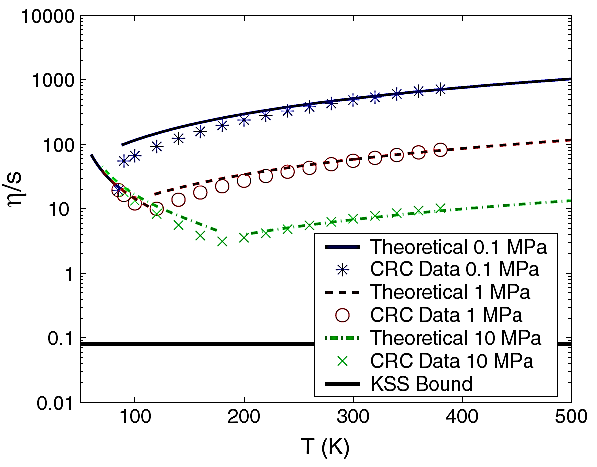 10000
1000
100
10
1
0.1
0.01
η/s
Theoretical 0.1 MPa
CRC Data 0.1 MPa
Theoretical 1 MPa
CRC Data 1 MPa
Theoretical 10 MPa
CRC Data 10 MPa
KSS Bound
100 200 300 400 500
T (K)